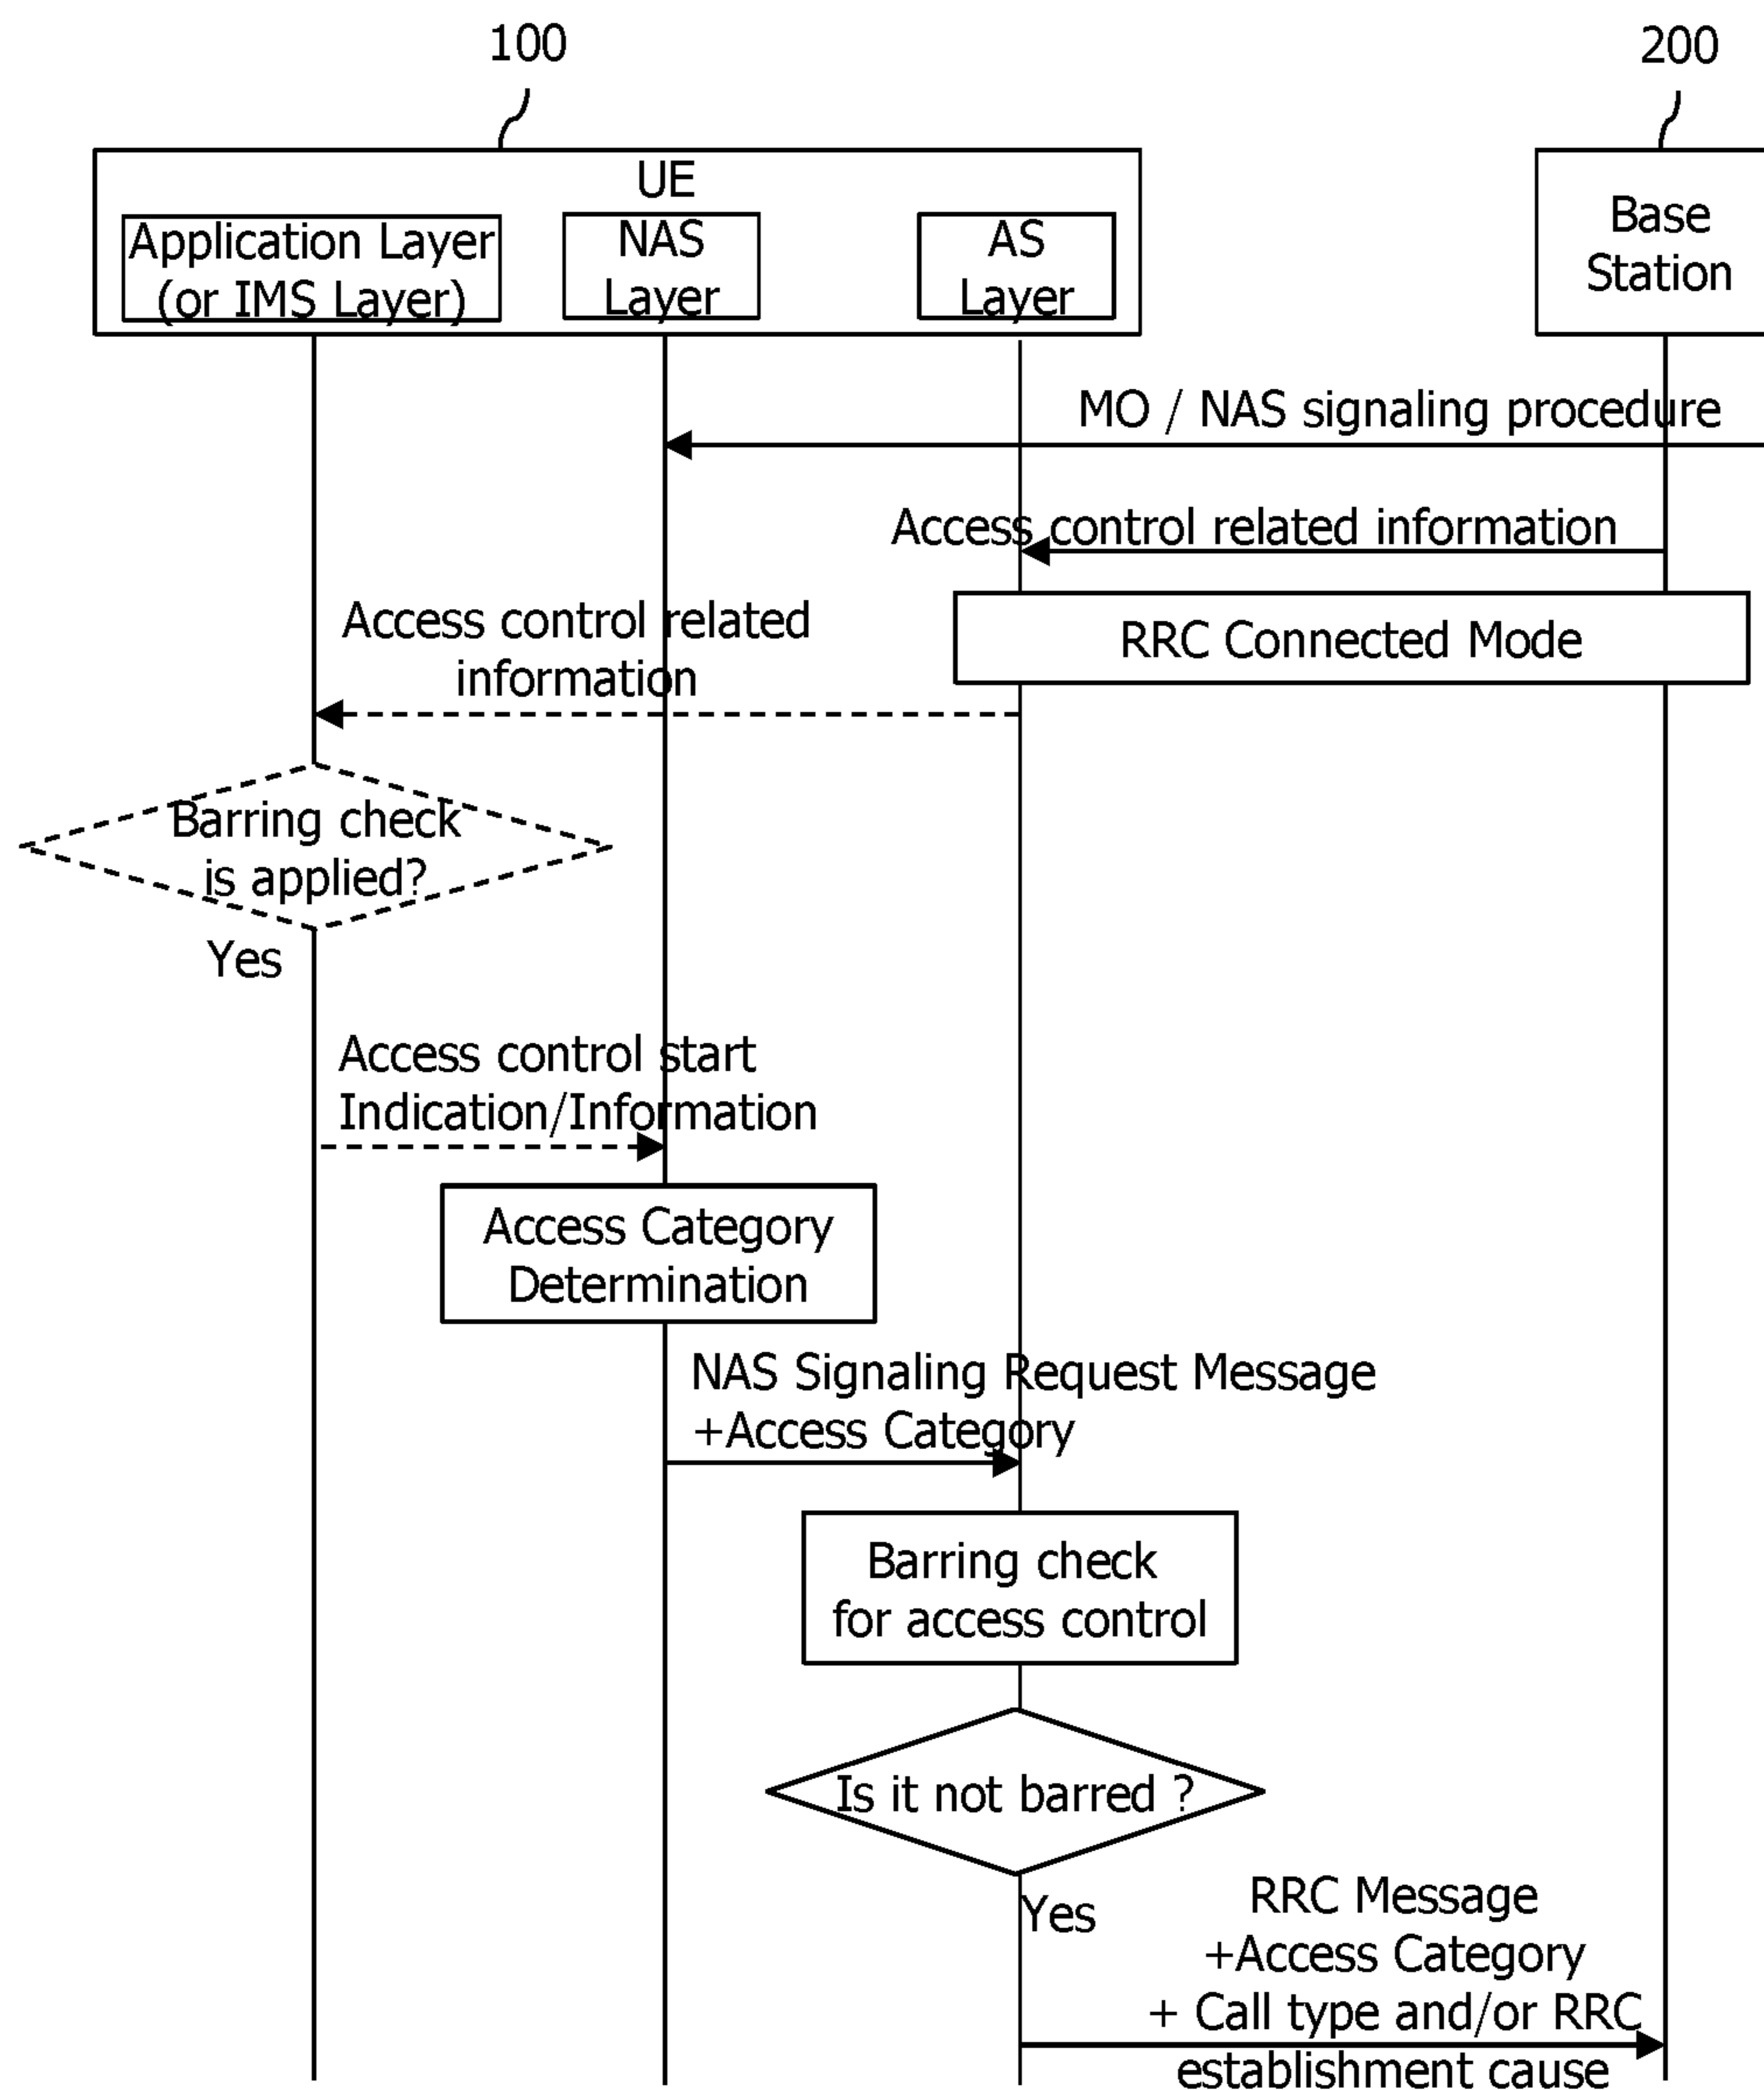 100
200
UE
Application Layer
(or IMS Layer)
NAS
Layer
AS
Layer
Base
Station
MO / NAS signaling procedure
Access control related information
RRC Connected Mode
Access control related
information
Barring check
is applied?
Yes
Access control start
Indication/Information
Access Category
Determination
NAS Signaling Request Message
+Access Category
Barring check
for access control
Is it not barred ?
Yes
RRC Message
+Access Category
+ Call type and/or RRC
establishment cause